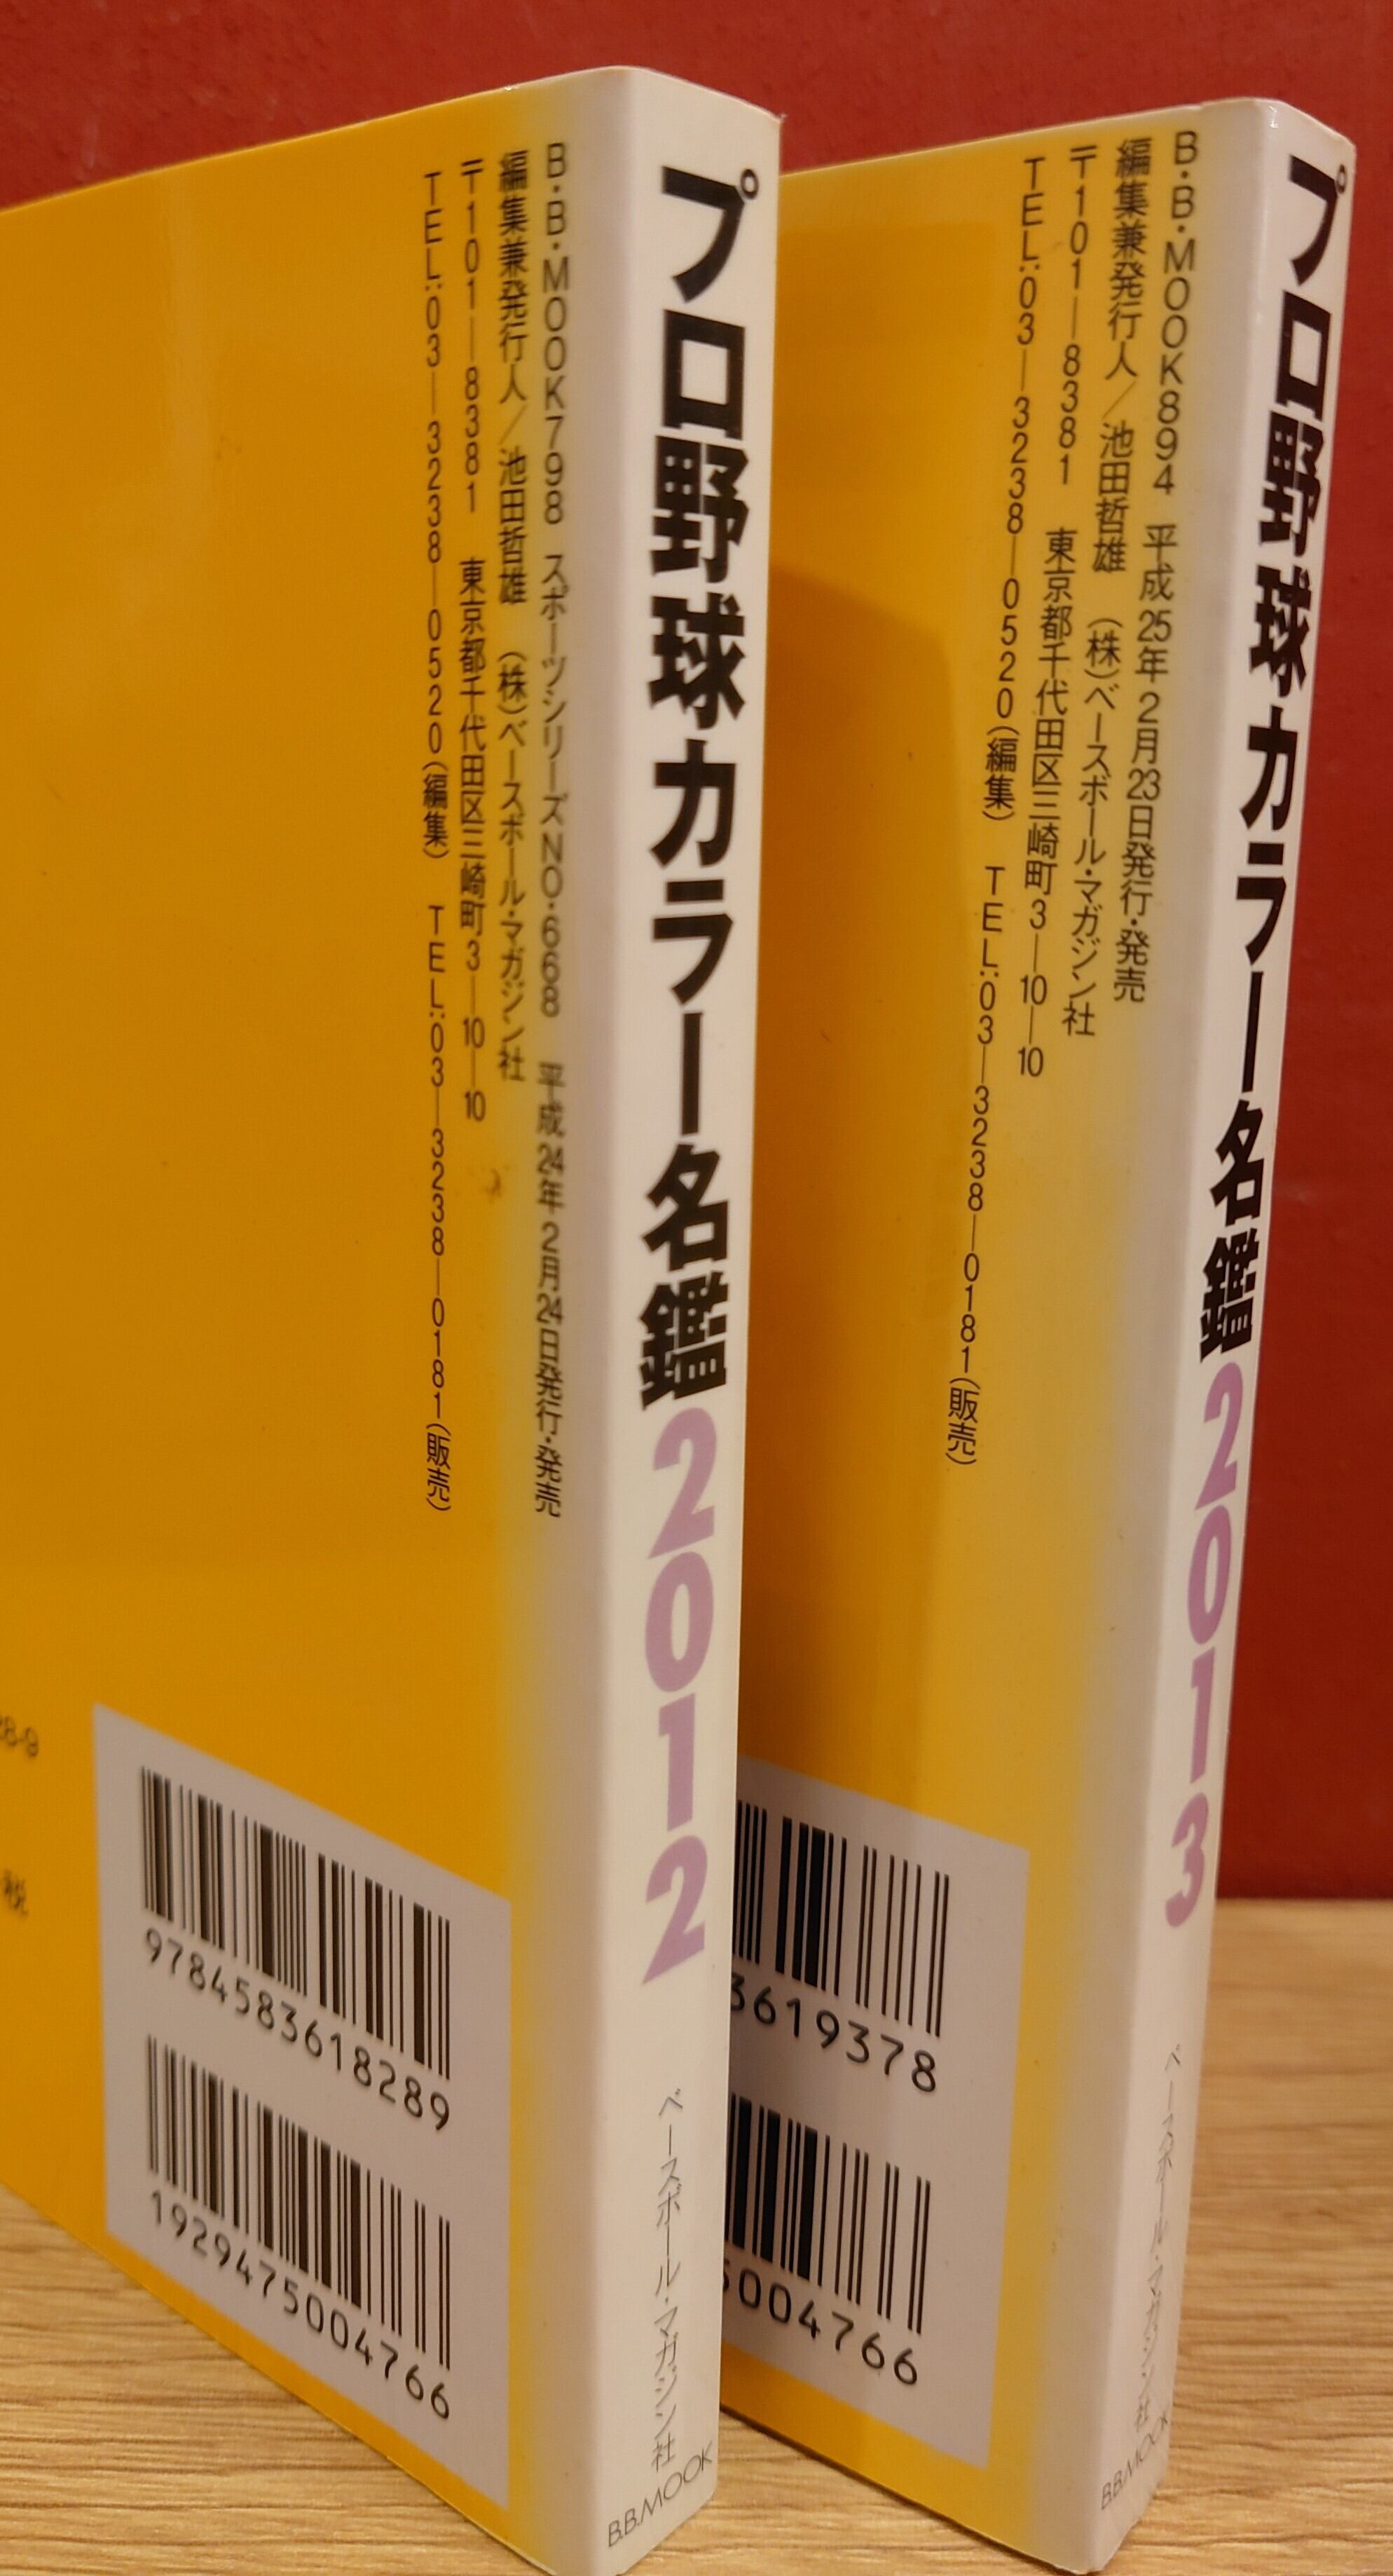 プロ野球カラー名鑑2012
ベースボール・マガジン社
B.B.MOOK
B・B・MOOK798 スポーツシリーズNO・668 平成24年2月24日発行・発売
編集兼発行人／池田哲雄 (株)ベースボール・マガジン社
〒101―8381 東京都千代田区三崎町3―10―10
TEL:03―3238―0520(編集) TEL:03―3238―0181(販売)
28-9
税
9784583618289
1929475004766
プロ野球カラー名鑑2013
ベースボール・マガジン社
B.B.MOOK
B・B・MOOK894 平成25年2月23日発行・発売
編集兼発行人／池田哲雄 (株)ベースボール・マガジン社
〒101―8381 東京都千代田区三崎町3―10―10
TEL:03―3238―0520(編集) TEL:03―3238―0181(販売)
3619378
5004766